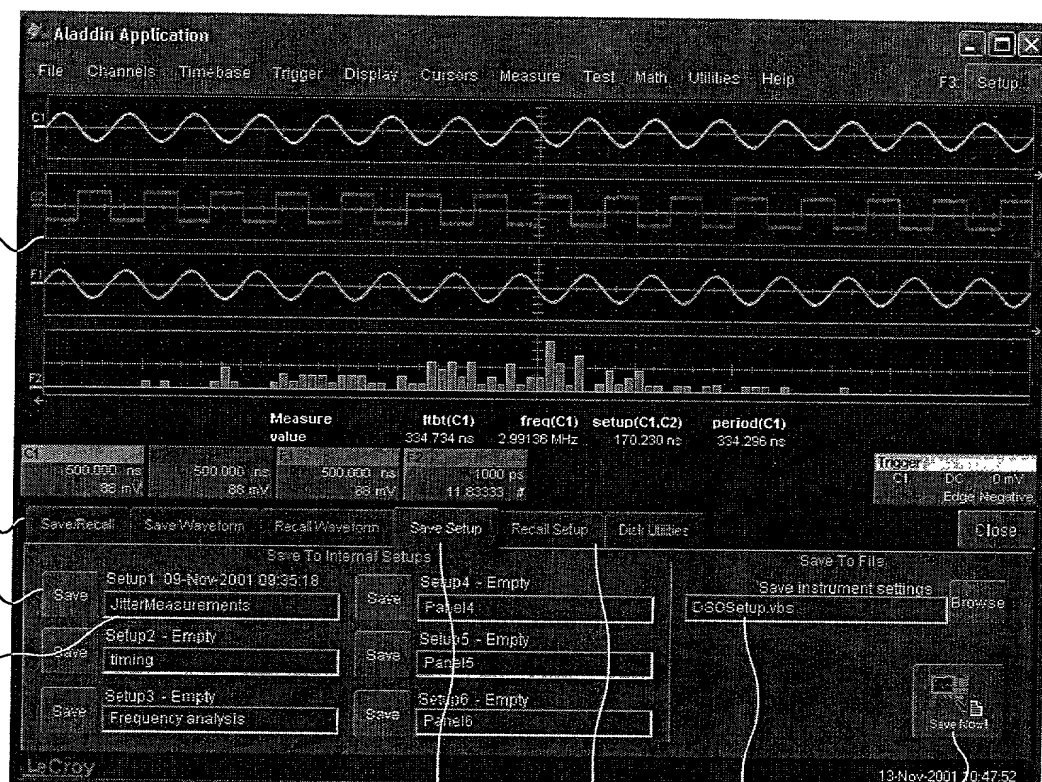 Aladdin Application
File Channels Timebase Trigger Display Cursors Measure Test Math Utilities Help F3: Setup..
C1
F1
F2
Measure ftbt(C1) freq(C1) setup(C1,C2) period(C1)
value 334.734 ns 2.99136 MHz 170.230 ns 334.296 ns
C1
500.000 ns
88 mV
500.000 ns
88 mV
F1
500.000 ns
88 mV
F2
1000 ps
11.83333 #
Trigger
C1 DC 0 mV
Edge Negative
Save/Recall Save Waveform Recall Waveform Save Setup Recall Setup Disk Utilities Close
Save To Internal Setups
Save
Setup1 09-Nov-2001 09:35:18
JitterMeasurements
Save
Setup2 - Empty
timing
Save
Setup3 - Empty
Frequency analysis
Save
Setup4 - Empty
Panel4
Save
Setup5 - Empty
Panel5
Save
Setup6 - Empty
Panel6
Save To File
Save instrument settings
DSOSetup.vbs
Browse
Save Now!
LeCroy
13-Nov-2001 10:47:52